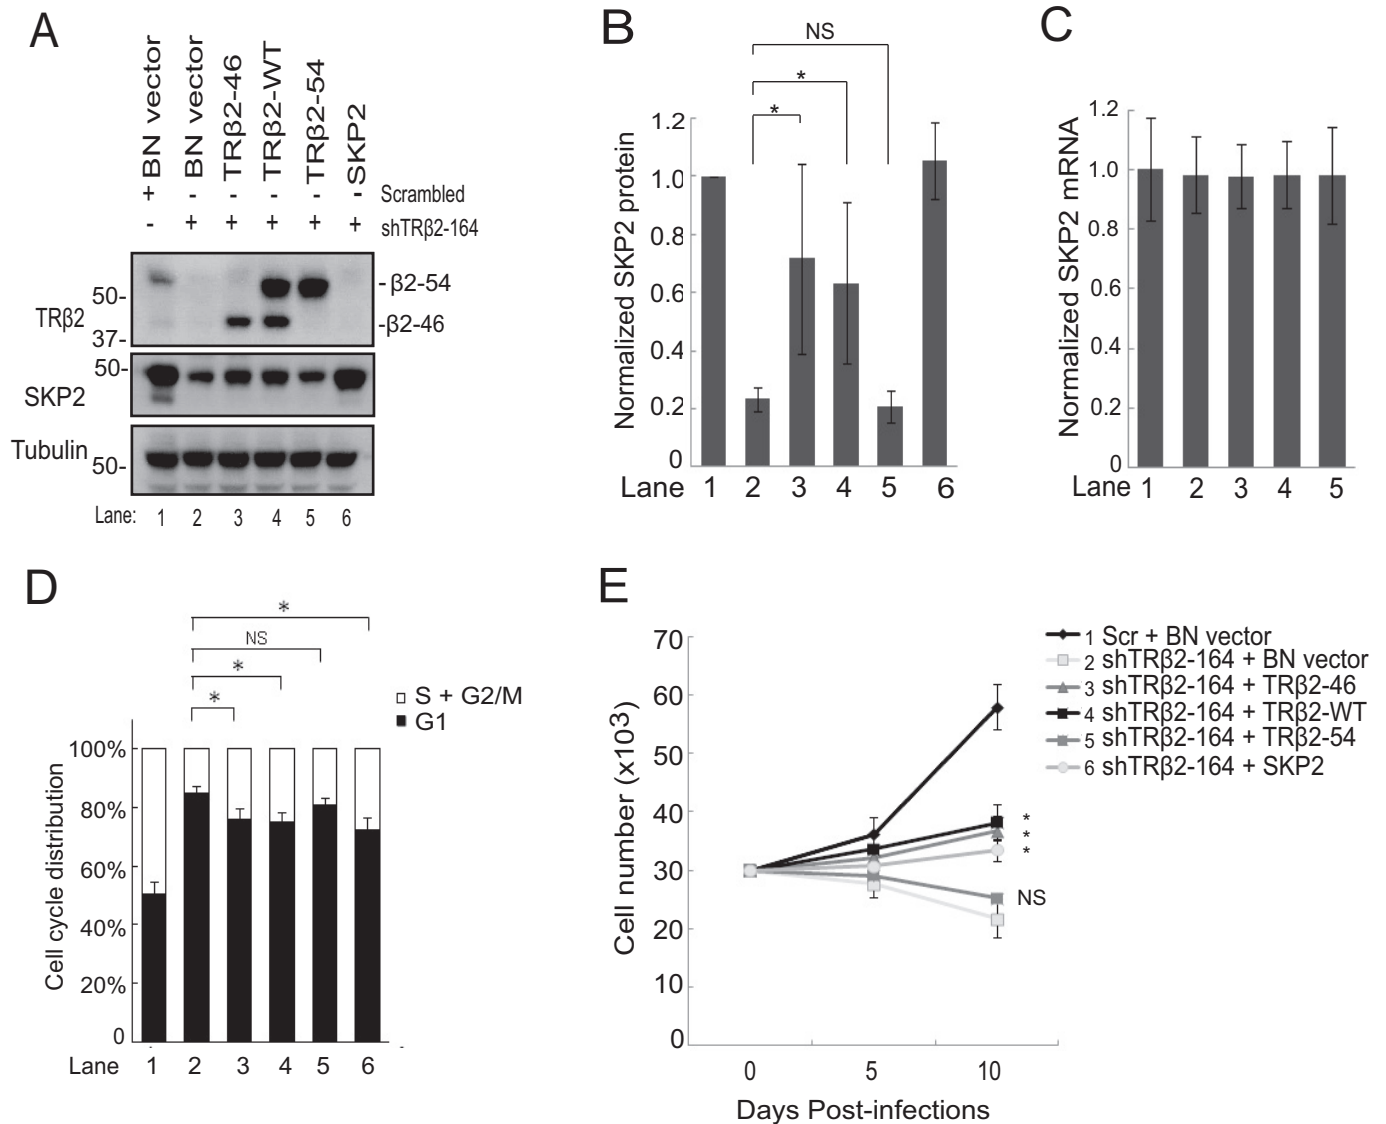 A
BN vector
BN vector
TRβ2-46
TRβ2-WT
TRβ2-54
SKP2
+ - - - - - Scrambled
- + + + + + shTRβ2-164
TRβ2
50-
37-
- β2-54
-β2-46
SKP2
50-
Tubulin
50-
Lane: 1 2 3 4 5 6
B
NS
*
*
Normalized SKP2 protein
1.2
1.0
0.8
0.6
0.4
0.2
0
Lane 1 2 3 4 5 6
C
Normalized SKP2 mRNA
1.2
1.0
0.8
0.6
0.4
0.2
0
Lane 1 2 3 4 5
D
*
NS
*
*
S + G2/M
G1
Cell cycle distribution
100%
80%
60%
40%
20%
0
Lane 1 2 3 4 5 6
E
Cell number (x103)
70
60
50
40
30
20
10
0
1 Scr + BN vector
2 shTRβ2-164 + BN vector
3 shTRβ2-164 + TRβ2-46
4 shTRβ2-164 + TRβ2-WT
5 shTRβ2-164 + TRβ2-54
6 shTRβ2-164 + SKP2
*
*
*
NS
0 5 10
Days Post-infections